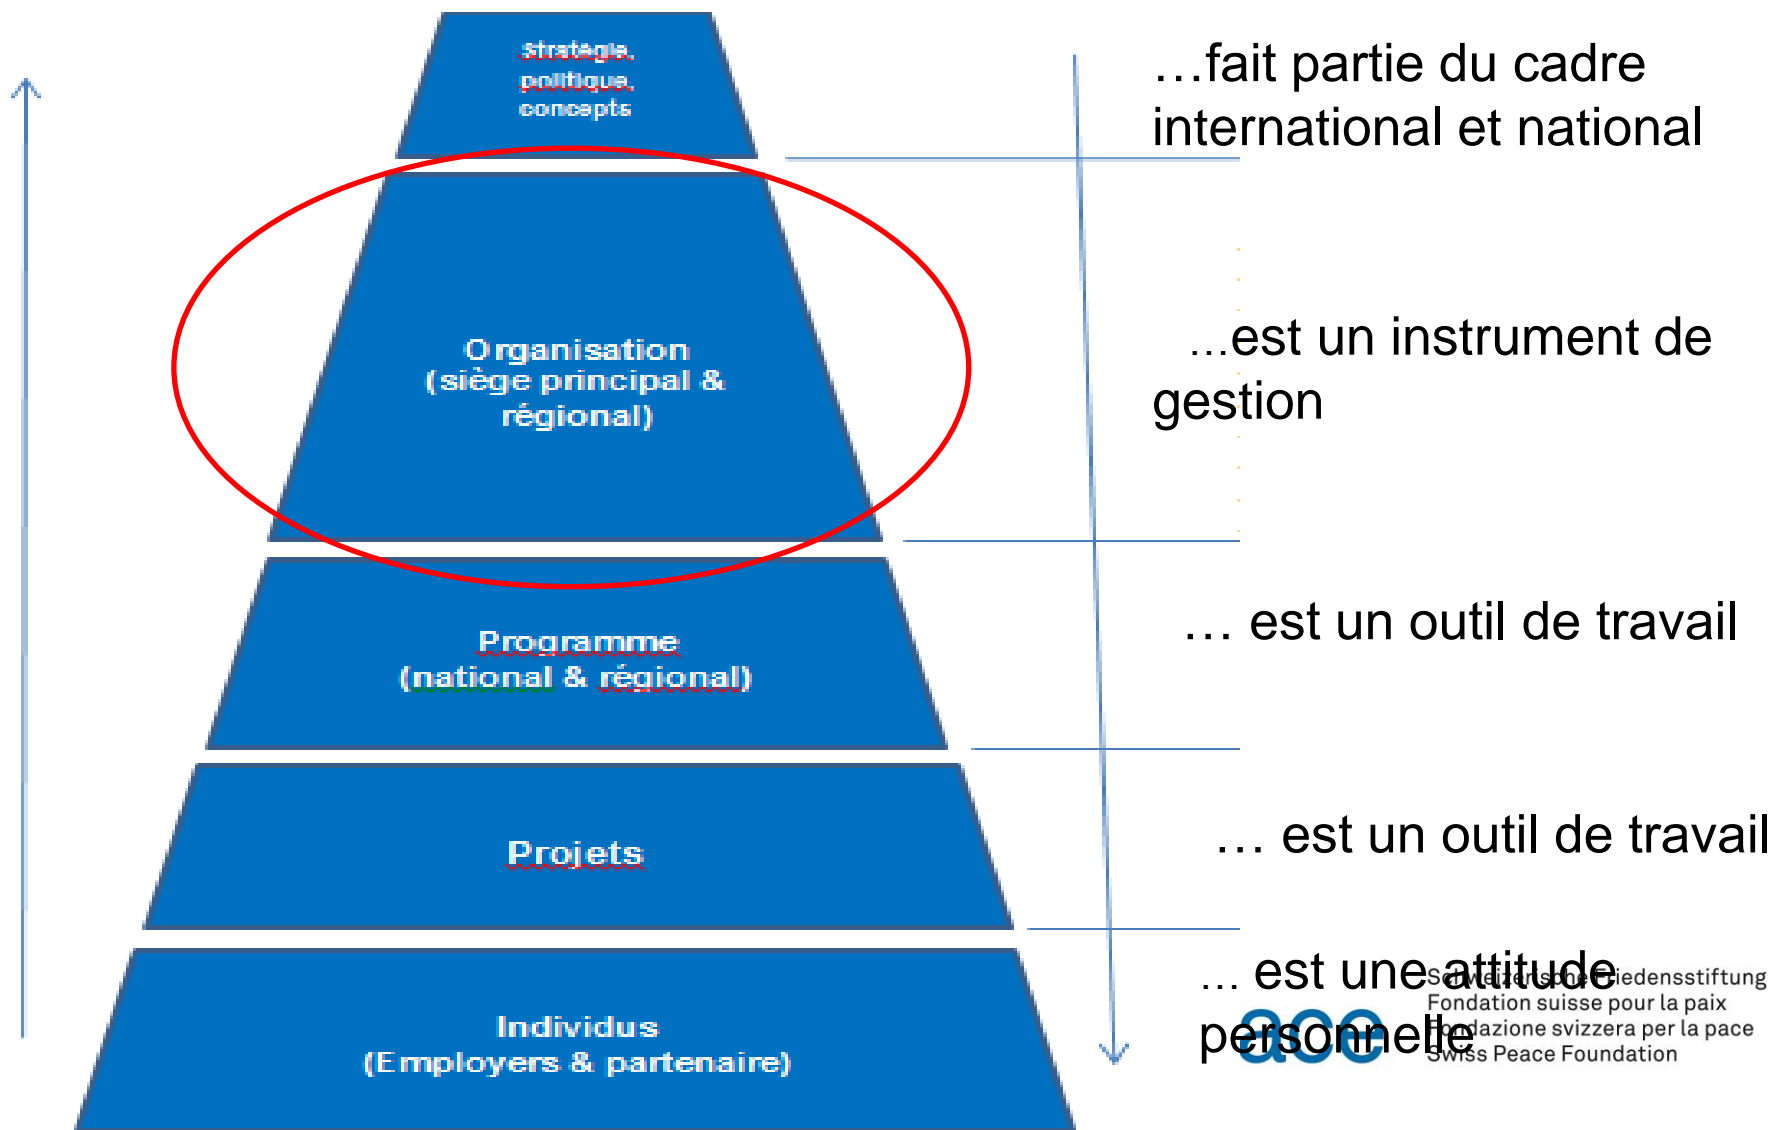 Stratégie,
politique,
concepts
…fait partie du cadre
international et national
Organisation
(siège principal &
régional)
…est un instrument de
gestion
Programme
(national & régional)
… est un outil de travail
Projets
… est un outil de travail
Individus
(Employers & partenaire)
… est une attitude
personnelle
ace
Schweizerische Friedensstiftung
Fondation suisse pour la paix
Fondazione svizzera per la pace
Swiss Peace Foundation